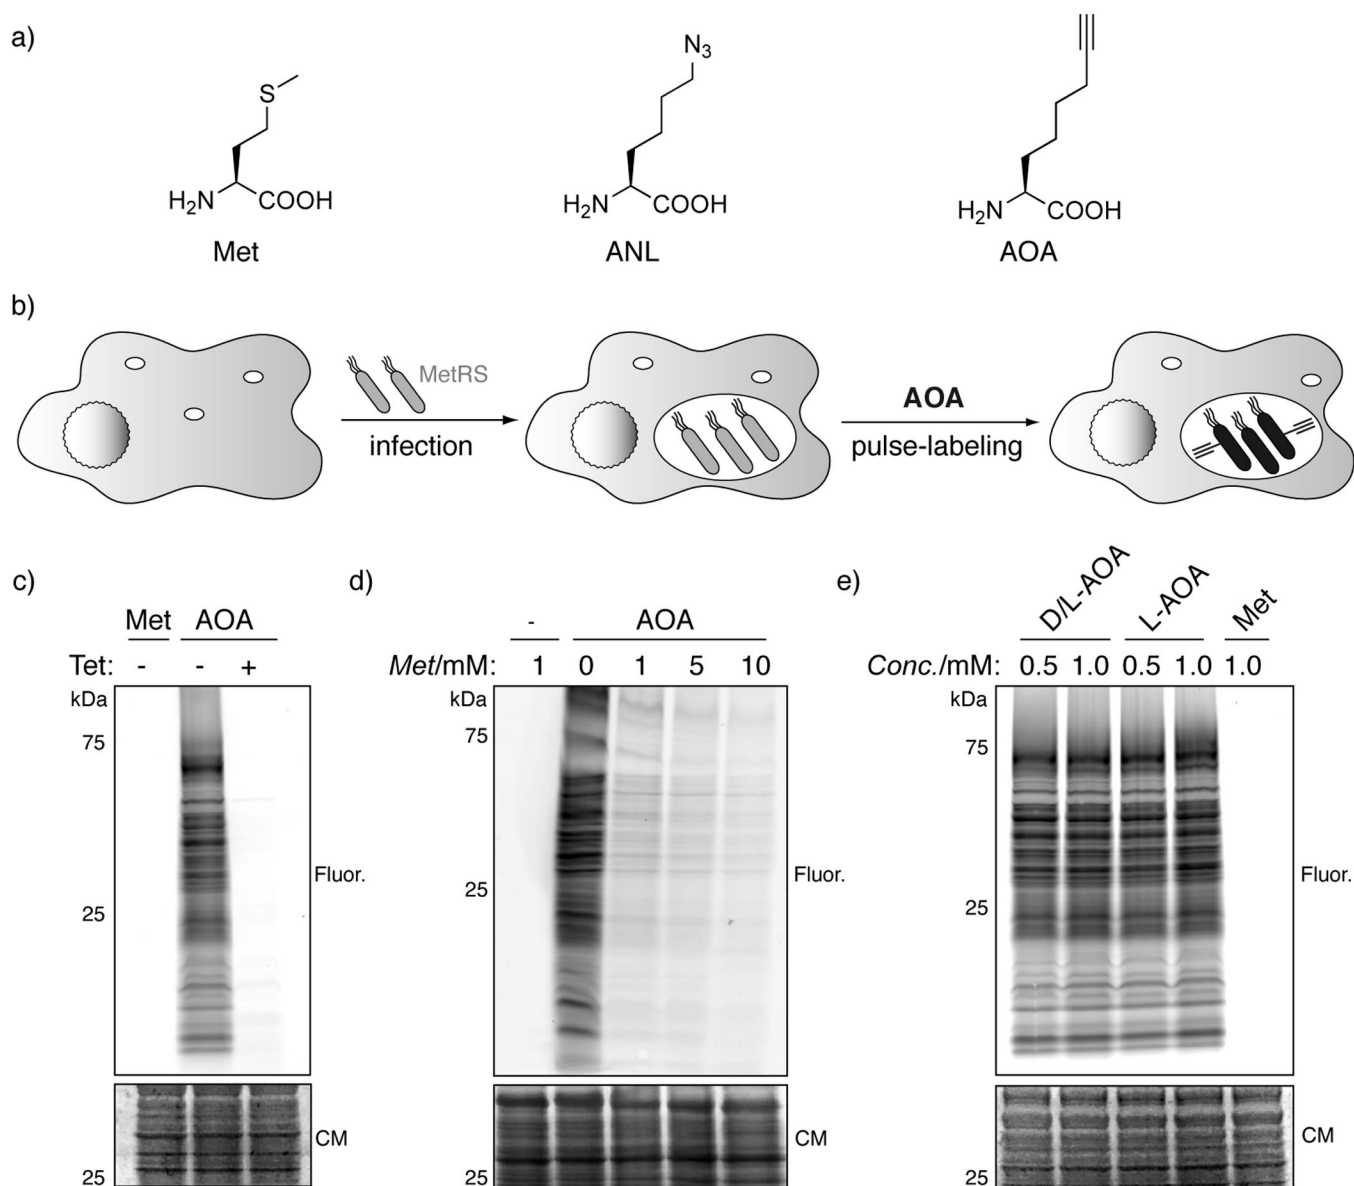 a)
S
H₂N
COOH
Met
N₃
H₂N
COOH
ANL
H₂N
COOH
AOA
b)
MetRS
infection
AOA
pulse-labeling
c)
Met AOA
Tet: - - +
kDa
75
25
Fluor.
CM
25
d)
- AOA
Met/mM: 1 0 1 5 10
kDa
75
25
Fluor.
CM
25
e)
D/L-AOA
L-AOA
Met
Conc./mM: 0.5 1.0 0.5 1.0 1.0
kDa
75
25
Fluor.
CM
25